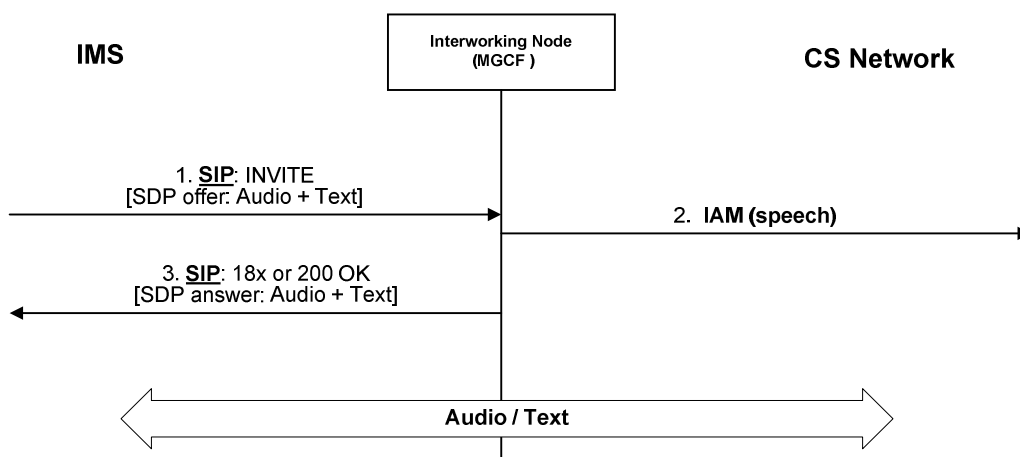 IMS
Interworking Node
(MGCF )
CS Network
1. SIP: INVITE
[SDP offer: Audio + Text]
2. IAM (speech)
3. SIP: 18x or 200 OK
[SDP answer: Audio + Text]
Audio / Text